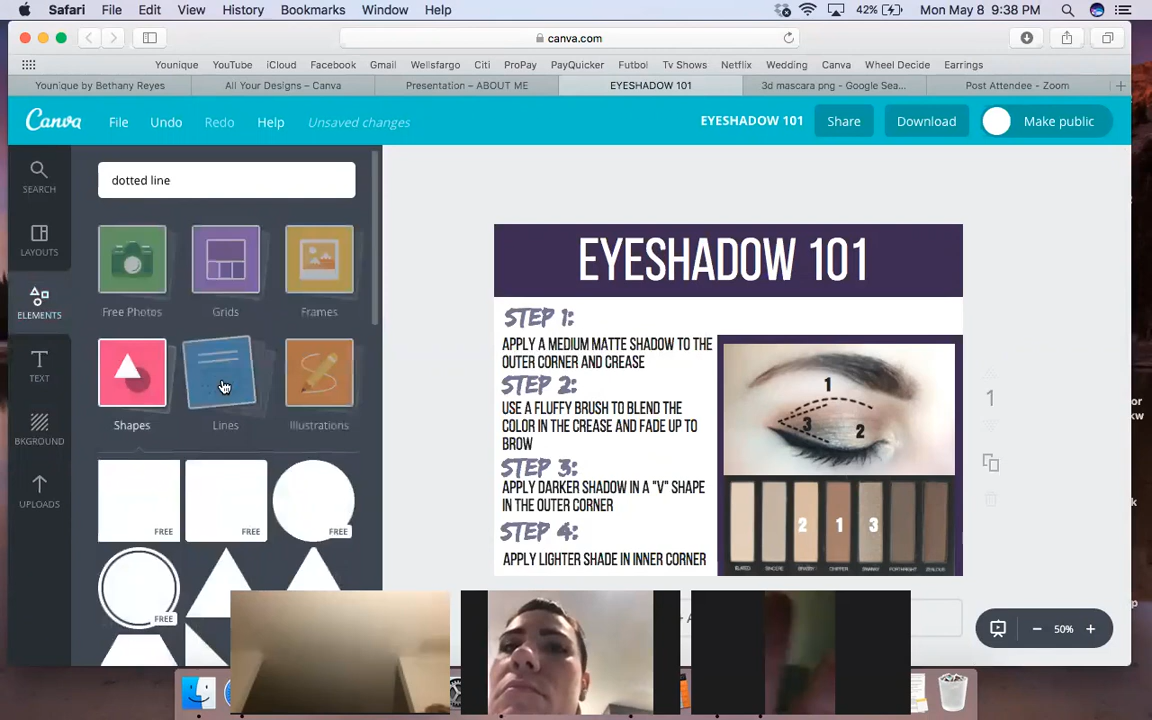 Safari File Edit View History Bookmarks Window Help 42% Mon May 8 9:38 PM
canva.com
Younique YouTube iCloud Facebook Gmail Wellsfargo Citi ProPay PayQuicker Futbol Tv Shows Netflix Wedding Canva Wheel Decide Earrings
Younique by Bethany Reyes All Your Designs – Canva Presentation – ABOUT ME EYESHADOW 101 3d mascara png - Google Sea... Post Attendee - Zoom
Canva File Undo Redo Help Unsaved changes EYESHADOW 101 Share Download Make public
SEARCH
LAYOUTS
ELEMENTS
TEXT
BKGROUND
UPLOADS
dotted line
Free Photos Grids Frames
Shapes Lines Illustrations
FREE FREE FREE
FREE
EYESHADOW 101
STEP 1:
APPLY A MEDIUM MATTE SHADOW TO THE
OUTER CORNER AND CREASE
STEP 2:
USE A FLUFFY BRUSH TO BLEND THE
COLOR IN THE CREASE AND FADE UP TO
BROW
STEP 3:
APPLY DARKER SHADOW IN A "V" SHAPE
IN THE OUTER CORNER
STEP 4:
APPLY LIGHTER SHADE IN INNER CORNER
1
3 2
2 1 3
1
50%
or
kw